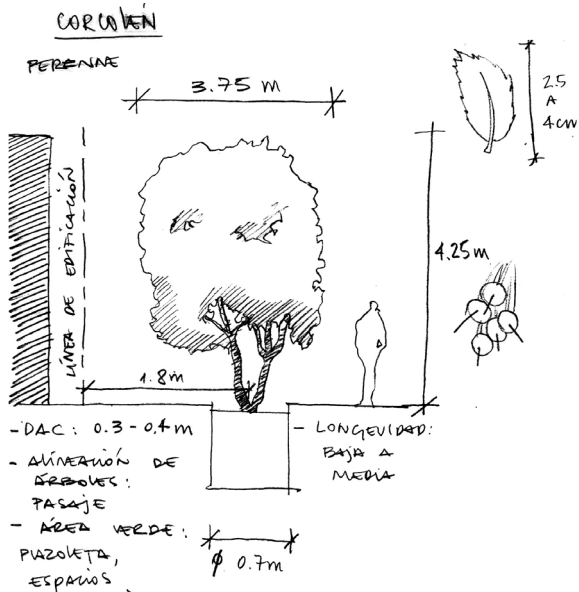 CORCOLÉN
PERENNE
3.75 m
2.5
A
4cm
LÍNEA DE EDIFICACIÓN
4.25m
1.8m
- DAC: 0.3 - 0.4m
- ALINEACIÓN DE
ÁRBOLES:
PASAJE
- ÁREA VERDE:
PLAZOLETA,
ESPACIOS
- LONGEVIDAD:
BAJA A
MEDIA
φ 0.7m